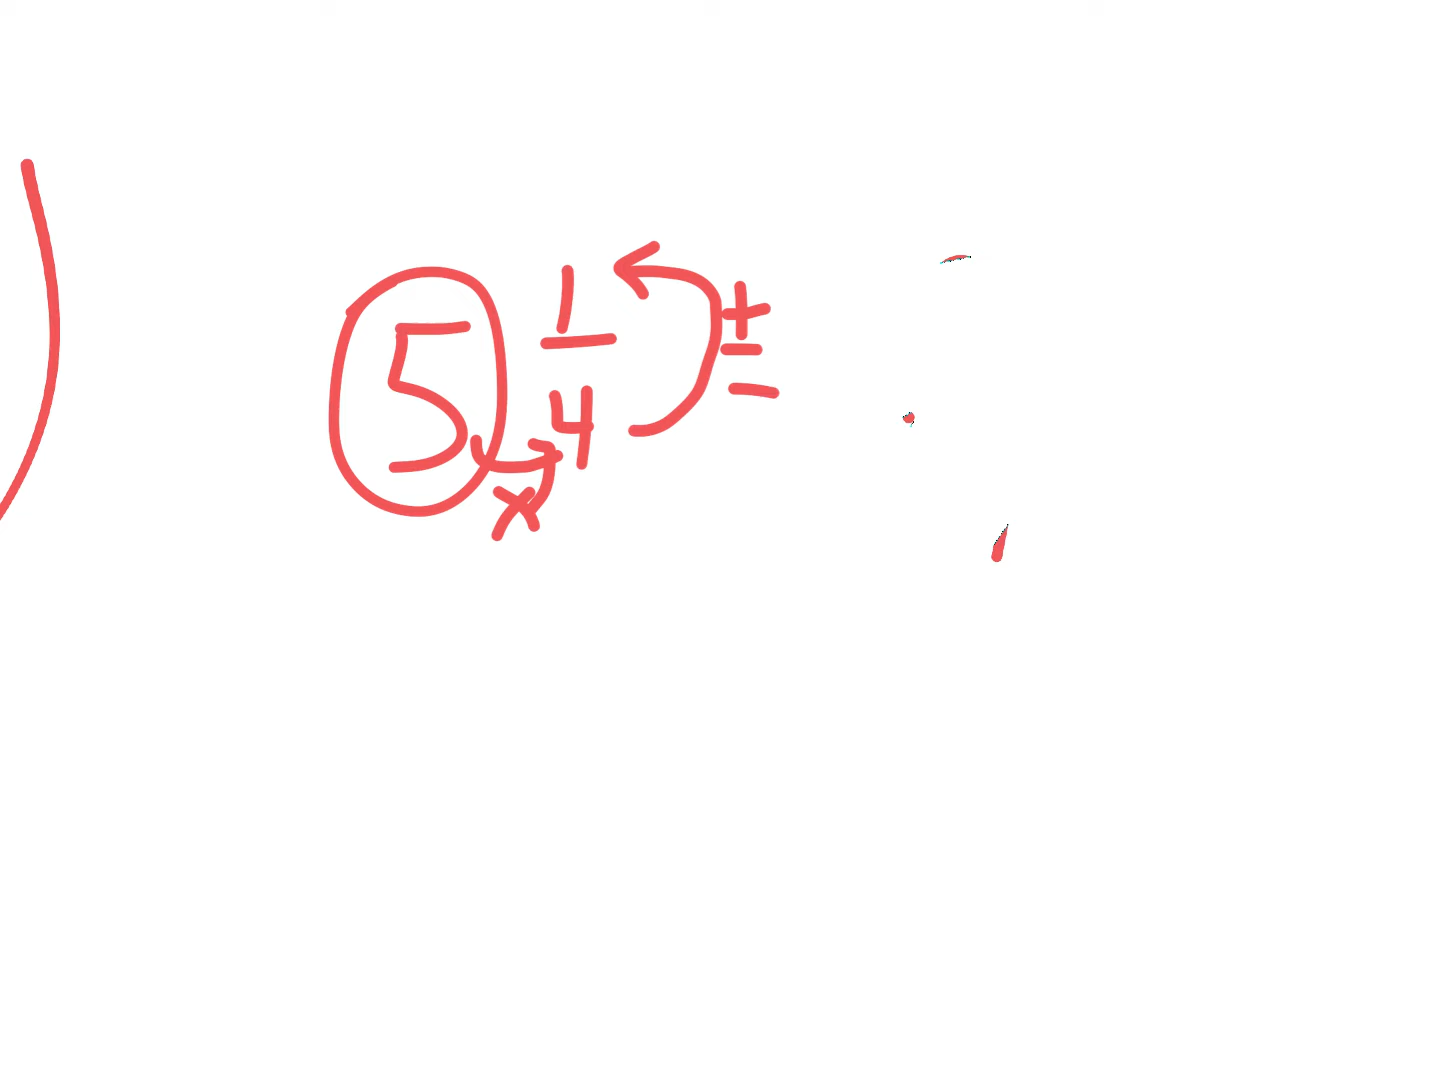 5 1/4 + =
x